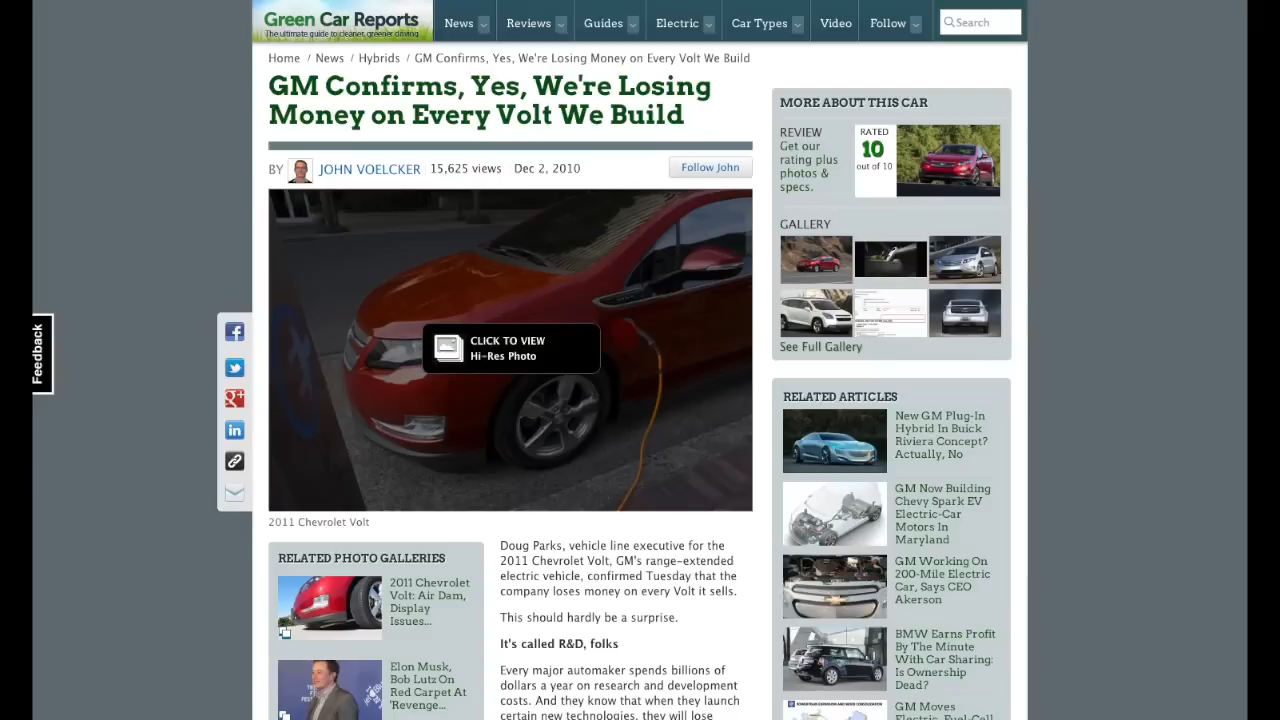 Green Car Reports
The ultimate guide to cleaner, greener driving
News
Reviews
Guides
Electric
Car Types
Video
Follow
Search
Home / News / Hybrids / GM Confirms, Yes, We're Losing Money on Every Volt We Build
GM Confirms, Yes, We're Losing
Money on Every Volt We Build
BY JOHN VOELCKER 15,625 views Dec 2, 2010
Follow John
CLICK TO VIEW
Hi-Res Photo
2011 Chevrolet Volt
Feedback
RELATED PHOTO GALLERIES
2011 Chevrolet
Volt: Air Dam,
Display
Issues...
Elon Musk,
Bob Lutz On
Red Carpet At
'Revenge...
Doug Parks, vehicle line executive for the
2011 Chevrolet Volt, GM's range-extended
electric vehicle, confirmed Tuesday that the
company loses money on every Volt it sells.
This should hardly be a surprise.
It's called R&D, folks
Every major automaker spends billions of
dollars a year on research and development
costs. And they know that when they launch
certain new technologies, they will lose
MORE ABOUT THIS CAR
REVIEW
Get our
rating plus
photos &
specs.
RATED
10
out of 10
GALLERY
See Full Gallery
RELATED ARTICLES
New GM Plug-In
Hybrid In Buick
Riviera Concept?
Actually, No
GM Now Building
Chevy Spark EV
Electric-Car
Motors In
Maryland
GM Working On
200-Mile Electric
Car, Says CEO
Akerson
BMW Earns Profit
By The Minute
With Car Sharing:
Is Ownership
Dead?
GM Moves
Electric, Fuel-Cell